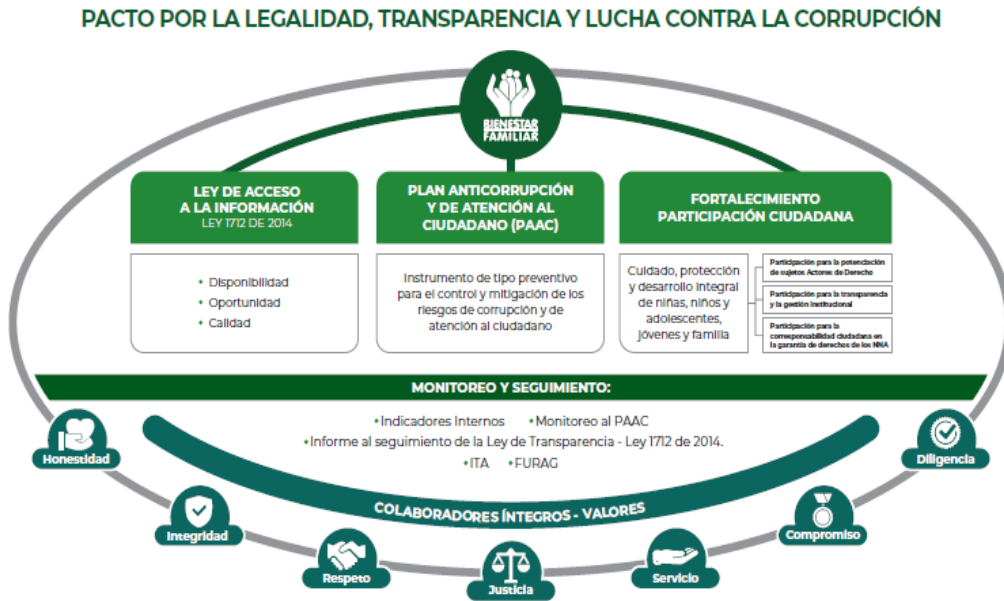 PACTO POR LA LEGALIDAD, TRANSPARENCIA Y LUCHA CONTRA LA CORRUPCIÓN
BIENESTAR
FAMILIAR
LEY DE ACCESO
A LA INFORMACIÓN
LEY 1712 DE 2014
• Disponibilidad
• Oportunidad
• Calidad
PLAN ANTICORRUPCIÓN
Y DE ATENCIÓN AL
CIUDADANO (PAAC)
Instrumento de tipo preventivo
para el control y mitigación de los
riesgos de corrupción y de
atención al ciudadano
FORTALECIMIENTO
PARTICIPACIÓN CIUDADANA
Cuidado, protección
y desarrollo integral
de niñas, niños y
adolescentes,
jóvenes y familia
Participación para la potenciación
de sujetos Actores de Derecho
Participación para la transparencia
y la gestión institucional
Participación para la
corresponsabilidad ciudadana en
la garantía de derechos de los NNA
MONITOREO Y SEGUIMIENTO:
•Indicadores Internos •Monitoreo al PAAC
•Informe al seguimiento de la Ley de Transparencia - Ley 1712 de 2014.
•ITA •FURAG
COLABORADORES ÍNTEGROS - VALORES
Honestidad
Integridad
Respeto
Justicia
Servicio
Compromiso
Diligencia